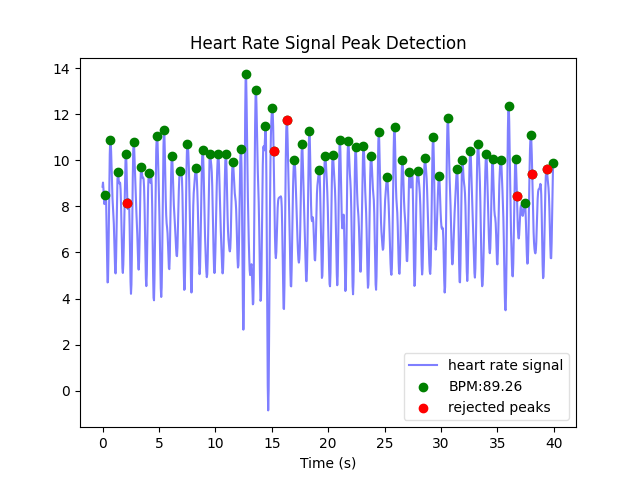 Heart Rate Signal Peak Detection
14
12
10
8
6
4
2
0
heart rate signal
BPM:89.26
rejected peaks
0 5 10 15 20 25 30 35 40
Time (s)